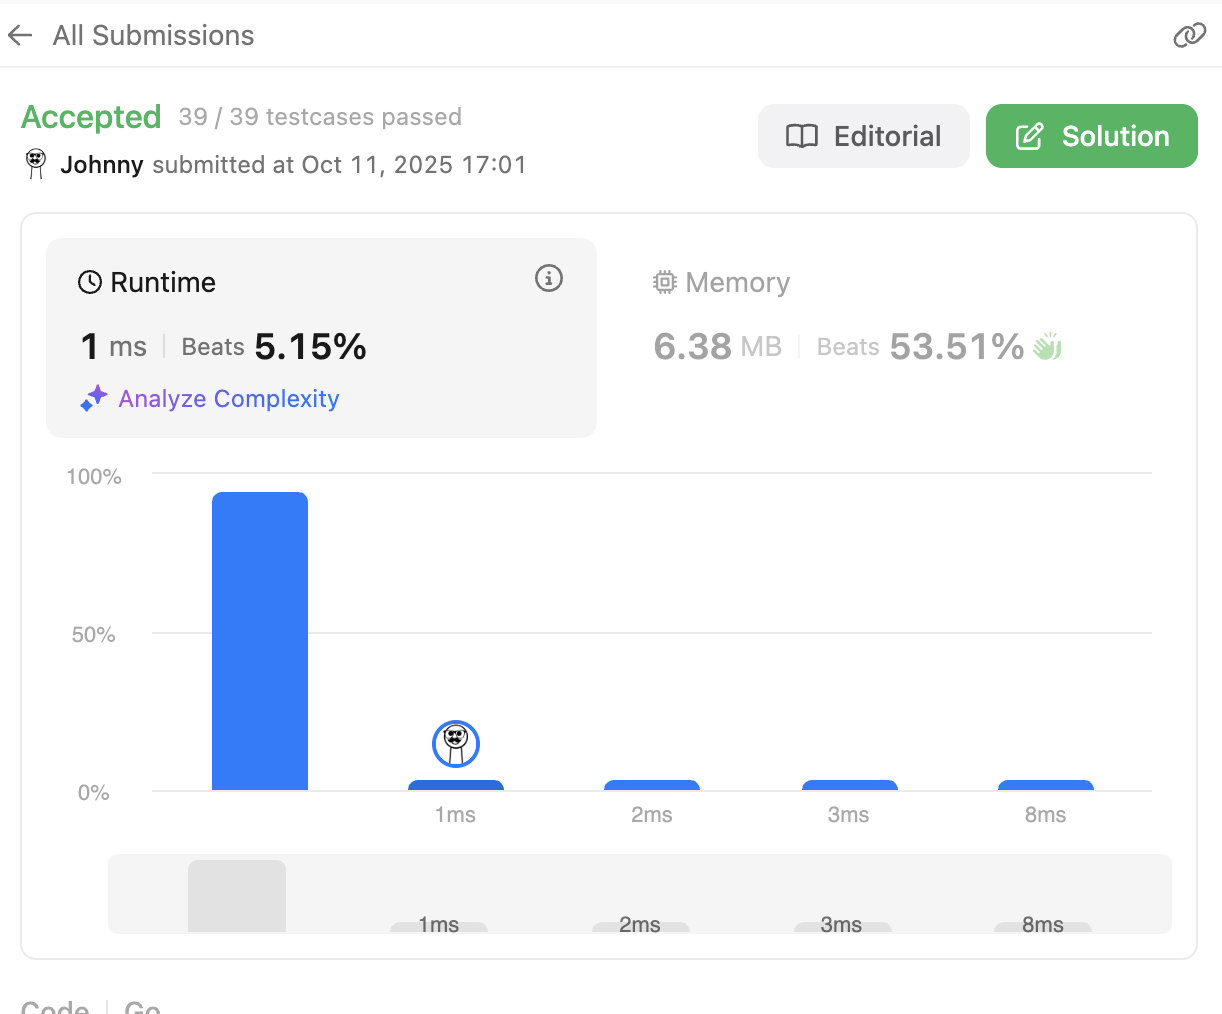 All Submissions
Accepted 39 / 39 testcases passed
Johnny submitted at Oct 11, 2025 17:01
Editorial
Solution
Runtime
1 ms Beats 5.15%
Analyze Complexity
Memory
6.38 MB Beats 53.51%
100%
50%
0%
1ms 2ms 3ms 8ms
1ms 2ms 3ms 8ms
Code Go